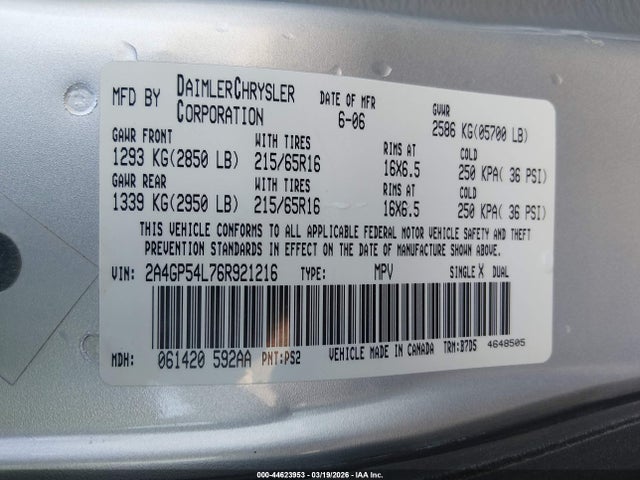 MFD BY DAIMLERCHRYSLER CORPORATION
DATE OF MFR 6-06
GVWR 2586 KG(05700 LB)
GAWR FRONT WITH TIRES RIMS AT COLD
1293 KG(2850 LB) 215/65R16 16X6.5 250 KPA( 36 PSI)
GAWR REAR WITH TIRES RIMS AT COLD
1339 KG(2950 LB) 215/65R16 16X6.5 250 KPA( 36 PSI)
THIS VEHICLE CONFORMS TO ALL APPLICABLE FEDERAL MOTOR VEHICLE SAFETY AND THEFT
PREVENTION STANDARDS IN EFFECT ON THE DATE OF MANUFACTURE SHOWN ABOVE.
VIN: 2A4GP54L76R921216 TYPE: MPV SINGLE X DUAL
MDH: 061420 592AA PNT:PS2 VEHICLE MADE IN CANADA TRM:B7D5 4648505
000-44623953 | 03/19/2026 | IAA Inc.